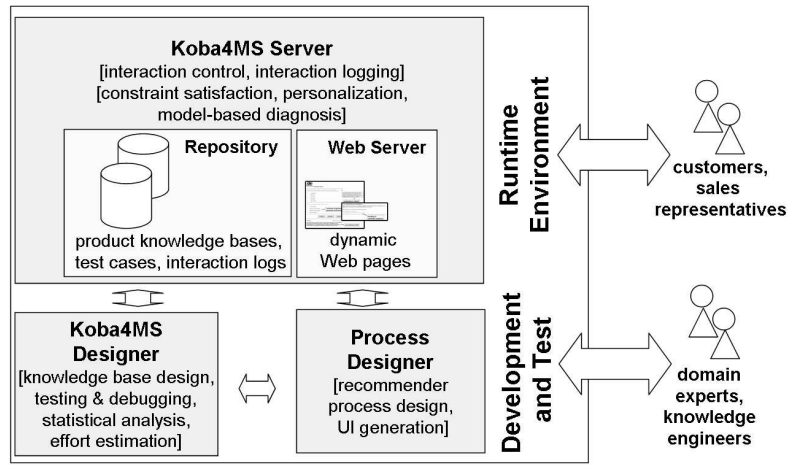 Koba4MS Server
[interaction control, interaction logging]
[constraint satisfaction, personalization,
model-based diagnosis]
Repository
product knowledge bases,
test cases, interaction logs
Web Server
dynamic
Web pages
Runtime
Environment
customers,
sales
representatives
Koba4MS
Designer
[knowledge base design,
testing & debugging,
statistical analysis,
effort estimation]
Process
Designer
[recommender
process design,
UI generation]
Development
and Test
domain
experts,
knowledge
engineers